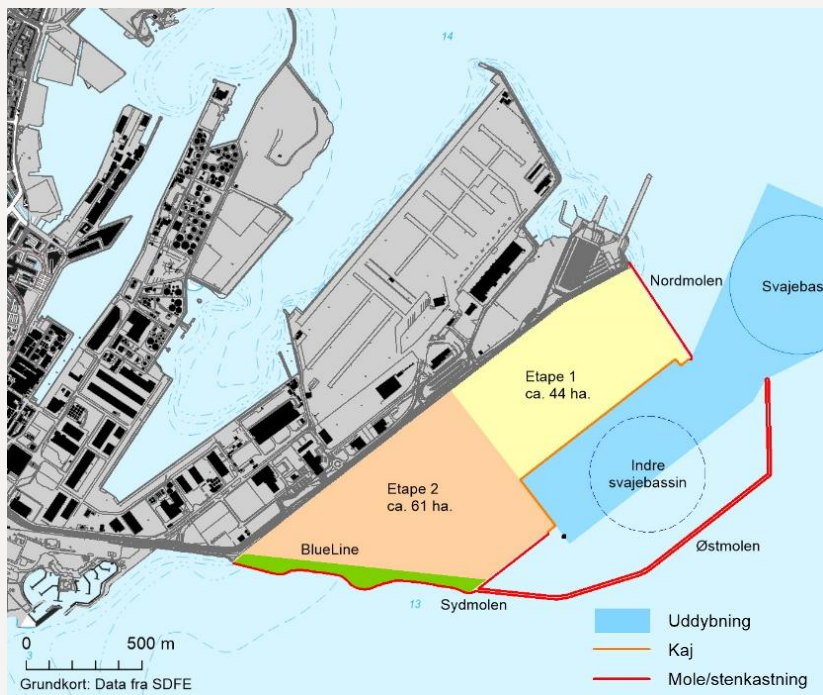 14
Nordmolen
Svajebas
Etape 1
ca. 44 ha.
Indre
svajebassin
Etape 2
ca. 61 ha.
BlueLine
Østmolen
13
Sydmolen
0 500 m
3
Grundkort: Data fra SDFE
Uddybning
Kaj
Mole/stenkastning